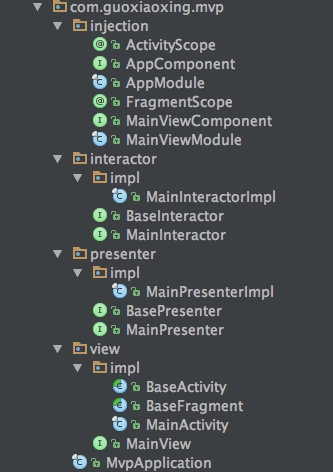 com.guoxiaoxing.mvp
injection
ActivityScope
AppComponent
AppModule
FragmentScope
MainViewComponent
MainViewModule
interactor
impl
MainInteractorImpl
BaseInteractor
MainInteractor
presenter
impl
MainPresenterImpl
BasePresenter
MainPresenter
view
impl
BaseActivity
BaseFragment
MainActivity
MainView
MvpApplication